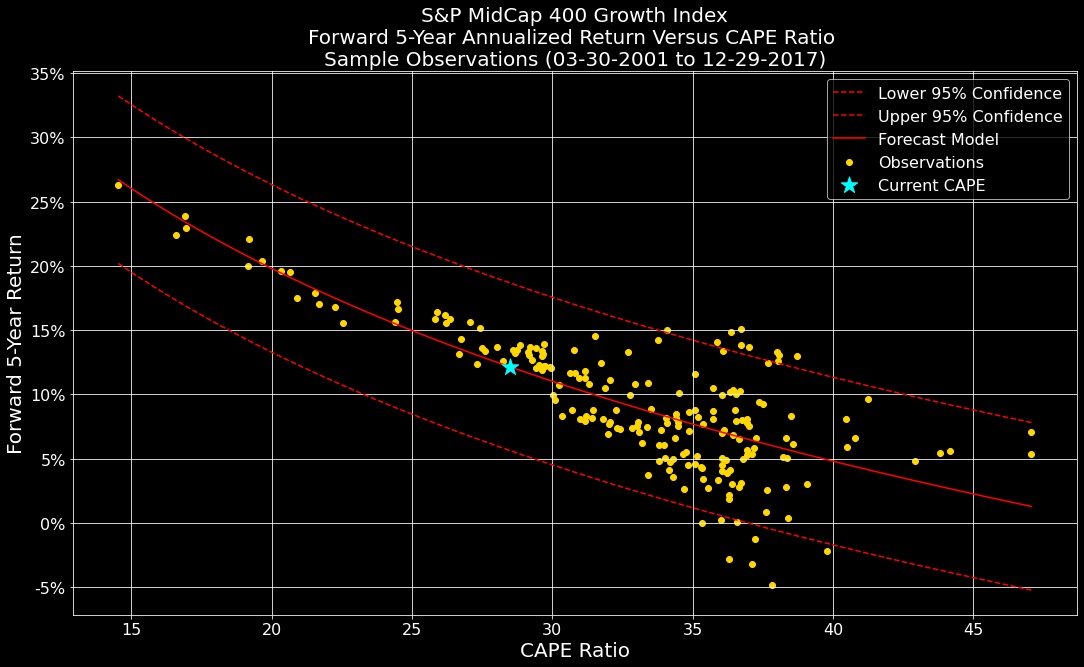 S&P MidCap 400 Growth Index
Forward 5-Year Annualized Return Versus CAPE Ratio
Sample Observations (03-30-2001 to 12-29-2017)
Lower 95% Confidence
Upper 95% Confidence
Forecast Model
Observations
Current CAPE
Forward 5-Year Return
35%
30%
25%
20%
15%
10%
5%
0%
-5%
15 20 25 30 35 40 45
CAPE Ratio